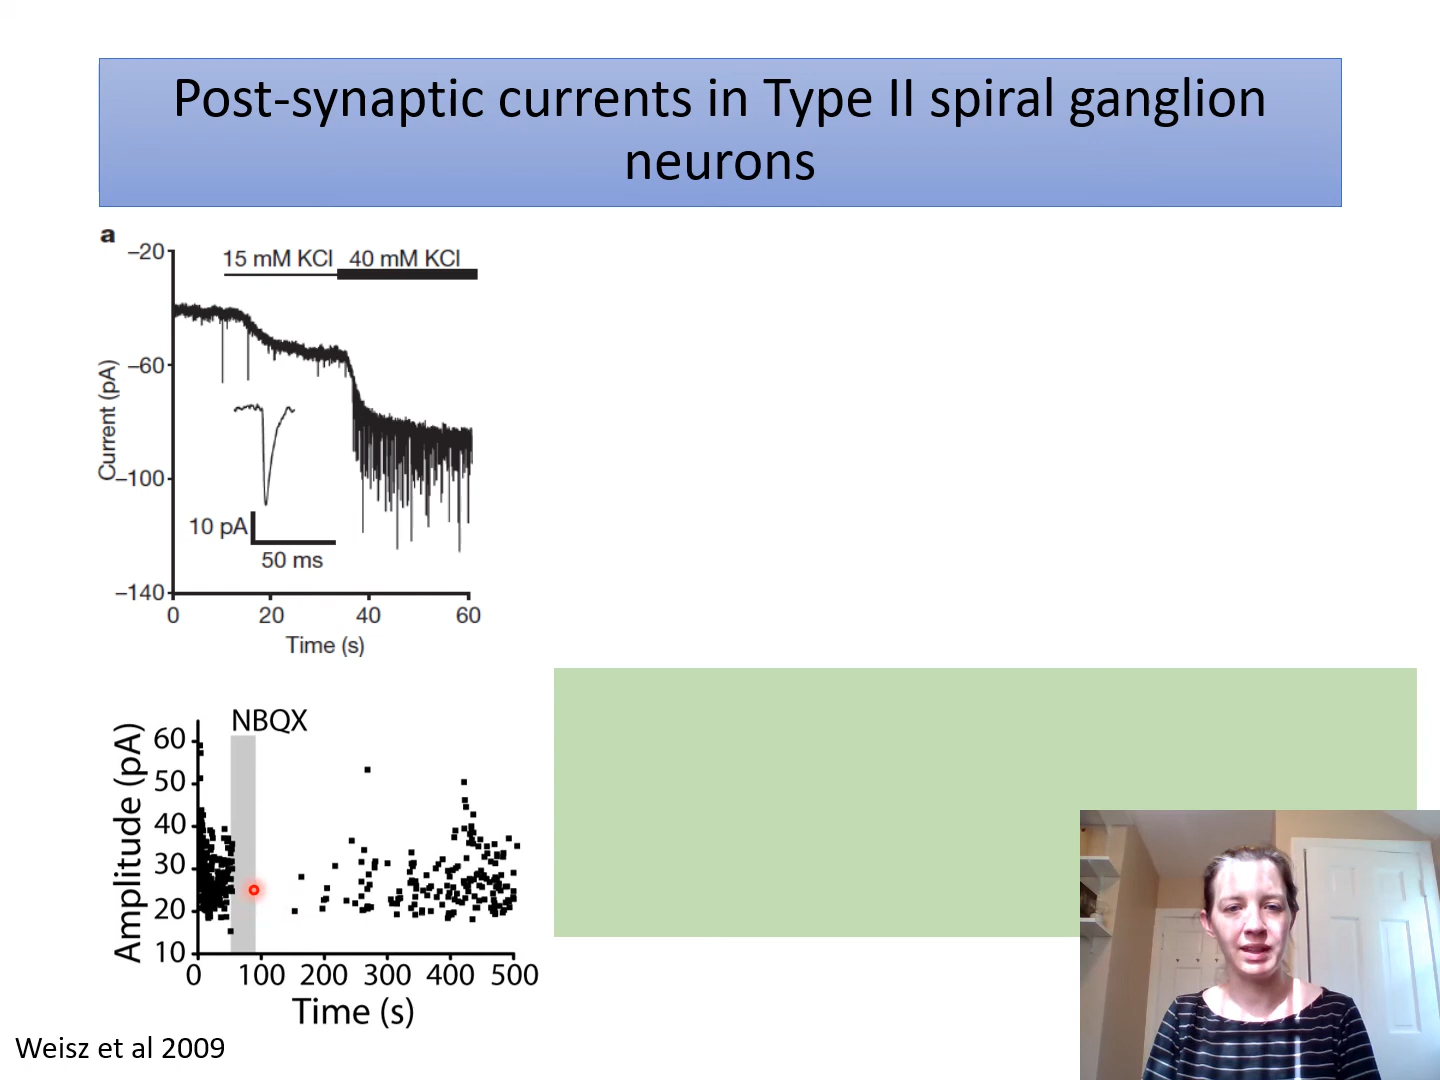 Post-synaptic currents in Type II spiral ganglion
neurons
a
15 mM KCl 40 mM KCl
–20
–60
–100
–140
Current (pA)
10 pA
50 ms
0 20 40 60
Time (s)
NBQX
60
50
40
30
20
10
Amplitude (pA)
0 100 200 300 400 500
Time (s)
Weisz et al 2009